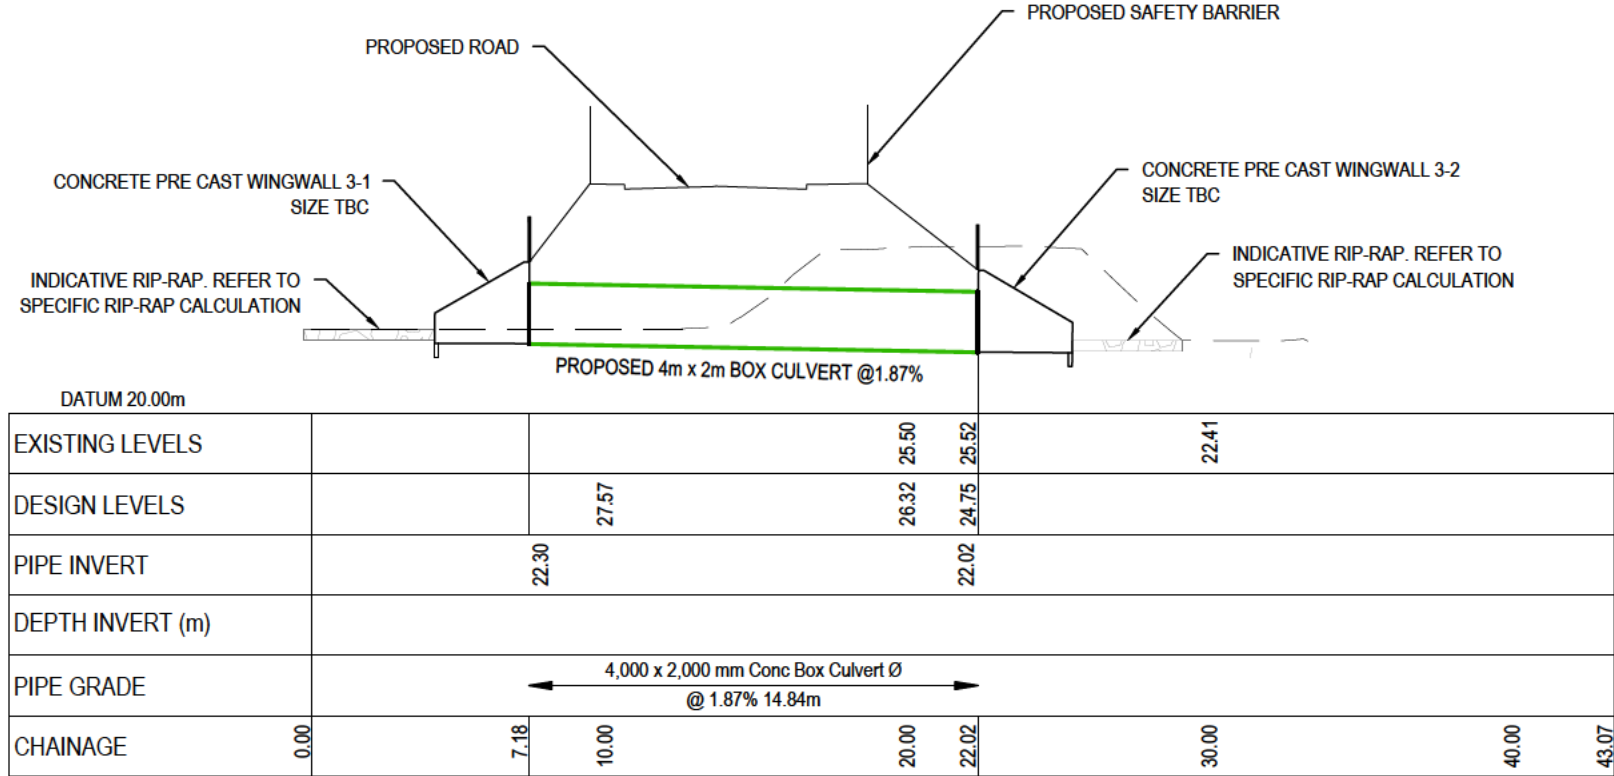 PROPOSED SAFETY BARRIER
PROPOSED ROAD
CONCRETE PRE CAST WINGWALL 3-1
SIZE TBC
CONCRETE PRE CAST WINGWALL 3-2
SIZE TBC
INDICATIVE RIP-RAP. REFER TO
SPECIFIC RIP-RAP CALCULATION
INDICATIVE RIP-RAP. REFER TO
SPECIFIC RIP-RAP CALCULATION
PROPOSED 4m x 2m BOX CULVERT @1.87%
DATUM 20.00m
EXISTING LEVELS 25.50 25.52 22.41
DESIGN LEVELS 27.57 26.32 24.75
PIPE INVERT 22.30 22.02
DEPTH INVERT (m)
PIPE GRADE
4,000 x 2,000 mm Conc Box Culvert Ø
@ 1.87% 14.84m
CHAINAGE 0.00 7.18 10.00 20.00 22.02 30.00 40.00 43.07